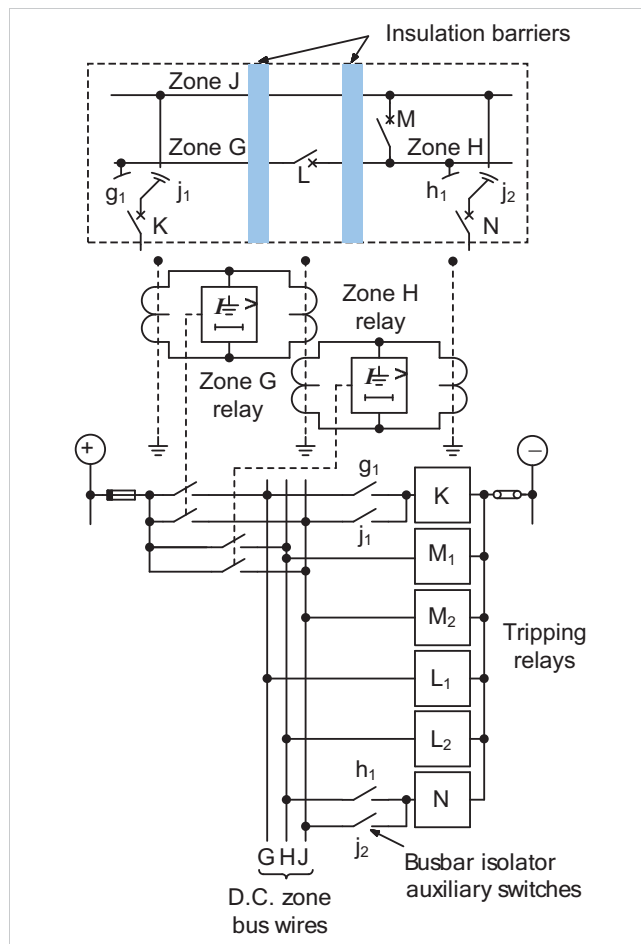 Insulation barriers
Zone J
M
Zone G
Zone H
L
g1
j1
h1
j2
K
N
Zone H
relay
I >
I >
Zone G
relay
+
−
g1
K
j1
M1
M2
Tripping
relays
L1
L2
h1
N
j2
G H J
Busbar isolator
auxiliary switches
D.C. zone
bus wires